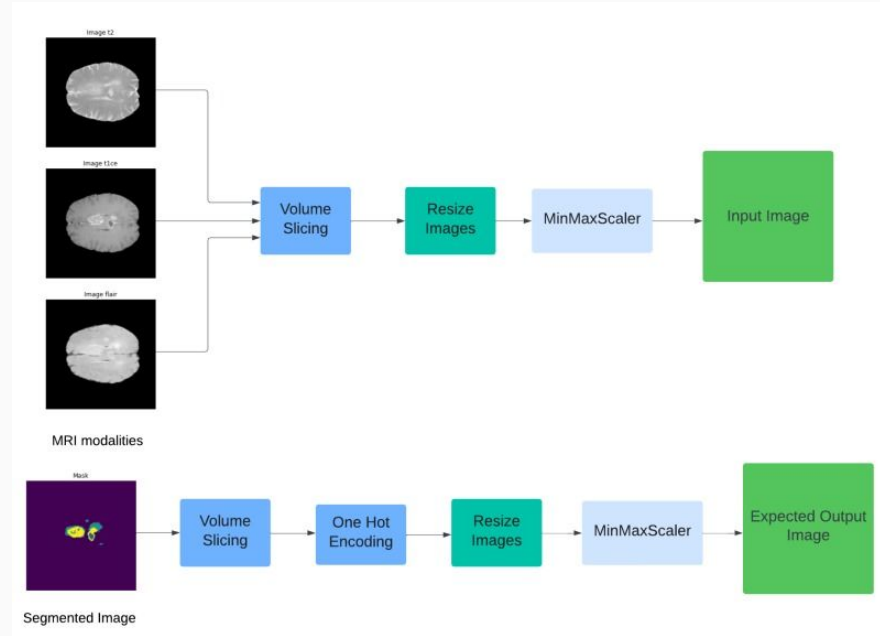 Image t2
Image t1ce
Image flair
MRI modalities
Volume
Slicing
Resize
Images
MinMaxScaler
Input Image
Mask
Segmented Image
Volume
Slicing
One Hot
Encoding
Resize
Images
MinMaxScaler
Expected Output
Image